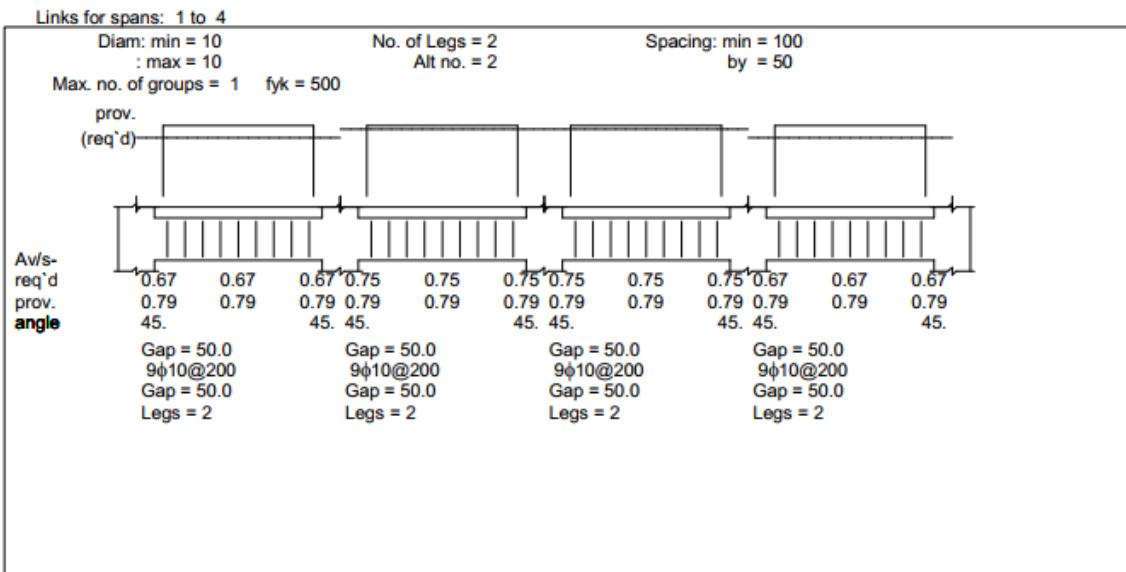 Links for spans: 1 to 4
Diam: min = 10 No. of Legs = 2 Spacing: min = 100
: max = 10 Alt no. = 2 by = 50
Max. no. of groups = 1 fyk = 500
prov.
(req`d)
Av/s-
req`d 0.67 0.67 0.67 0.75 0.75 0.75 0.75 0.75 0.75 0.67 0.67 0.67
prov. 0.79 0.79 0.79 0.79 0.79 0.79 0.79 0.79 0.79 0.79 0.79 0.79
angle 45. 45. 45. 45. 45. 45. 45. 45.
Gap = 50.0 Gap = 50.0 Gap = 50.0 Gap = 50.0
9ϕ10@200 9ϕ10@200 9ϕ10@200 9ϕ10@200
Gap = 50.0 Gap = 50.0 Gap = 50.0 Gap = 50.0
Legs = 2 Legs = 2 Legs = 2 Legs = 2